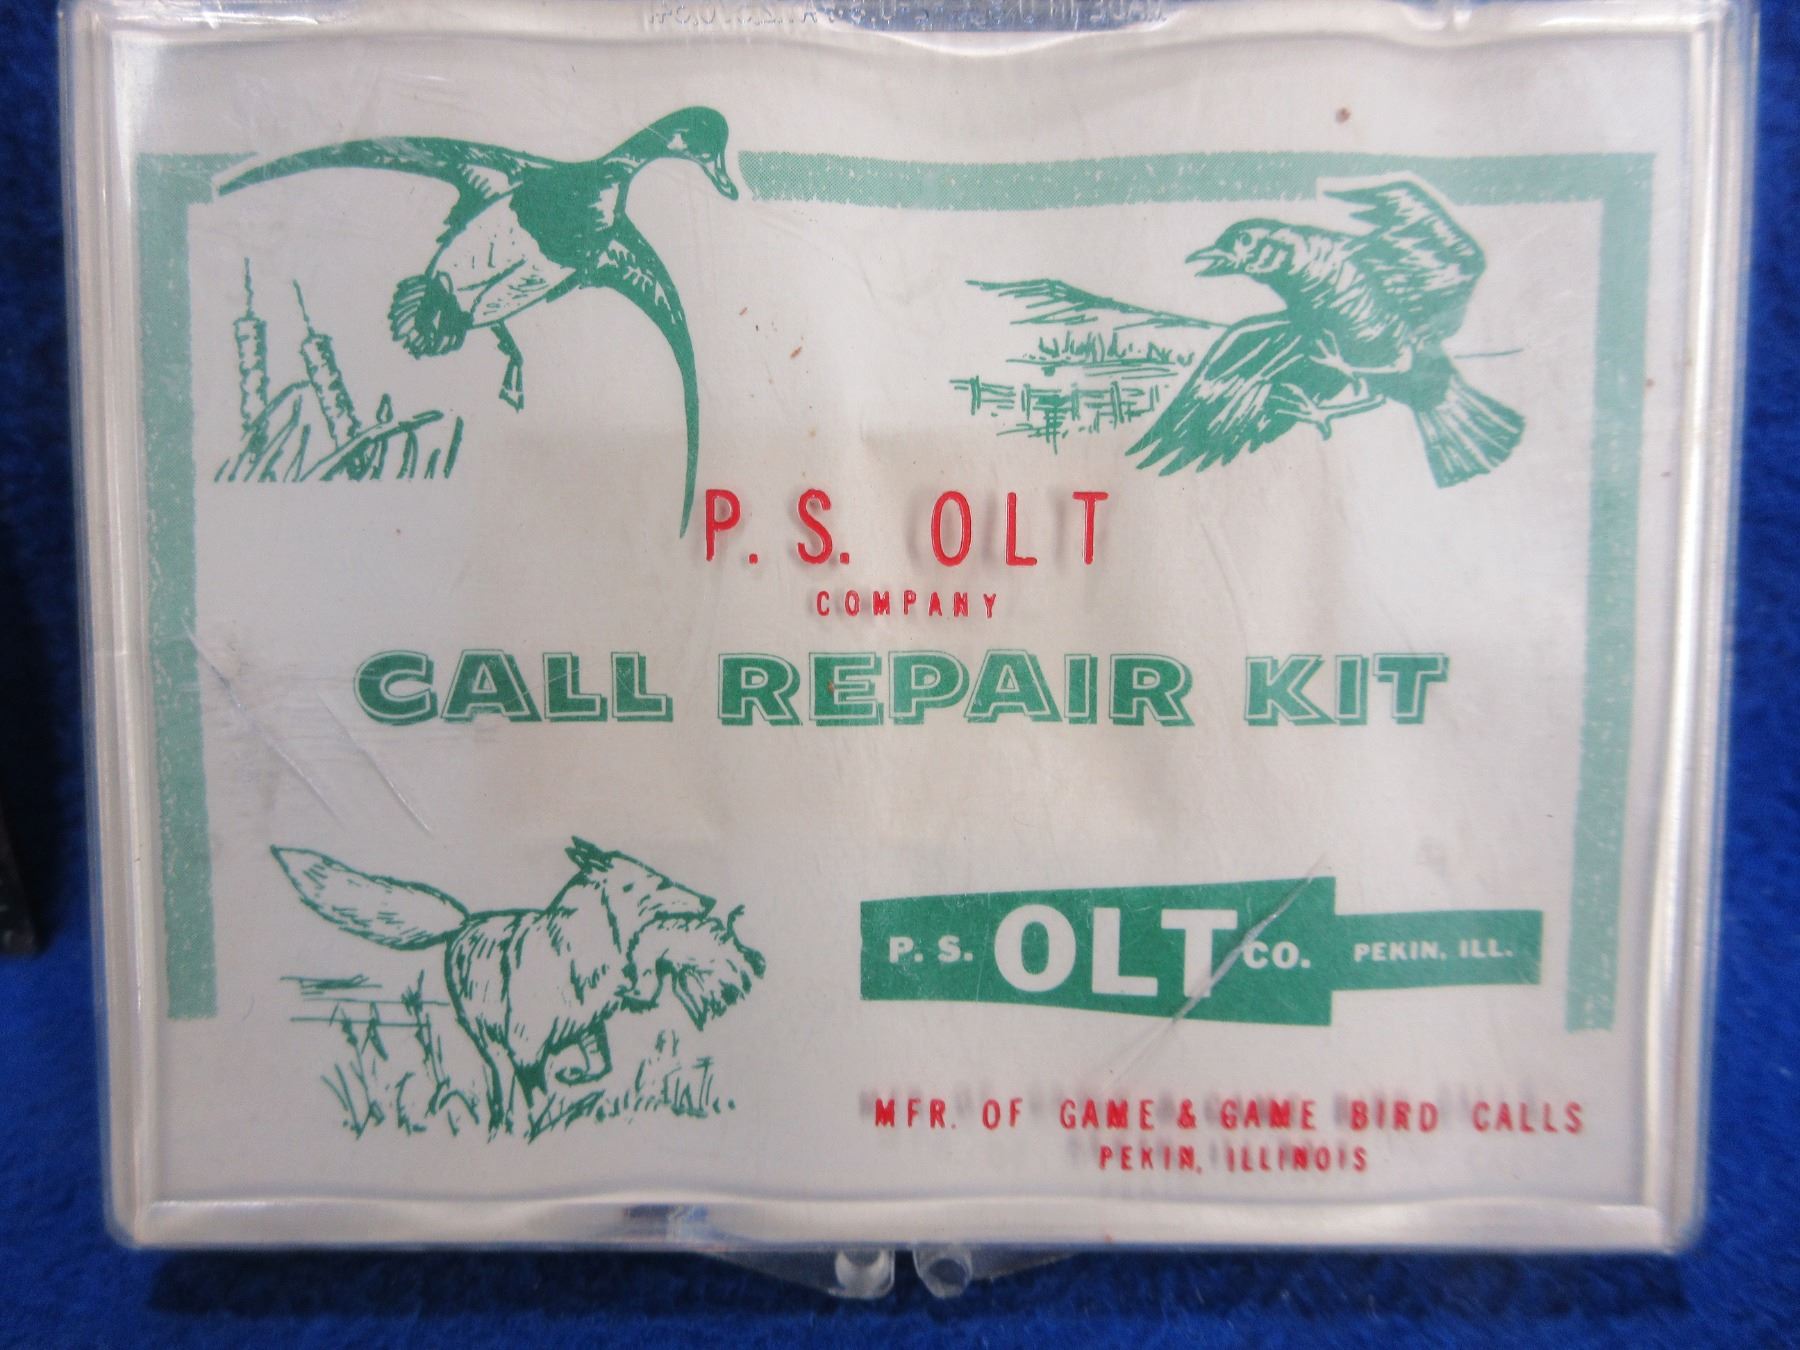 P. S. OLT
COMPANY
CALL REPAIR KIT
P. S. OLT CO. PEKIN, ILL.
MFR. OF GAME & GAME BIRD CALLS
PEKIN, ILLINOIS